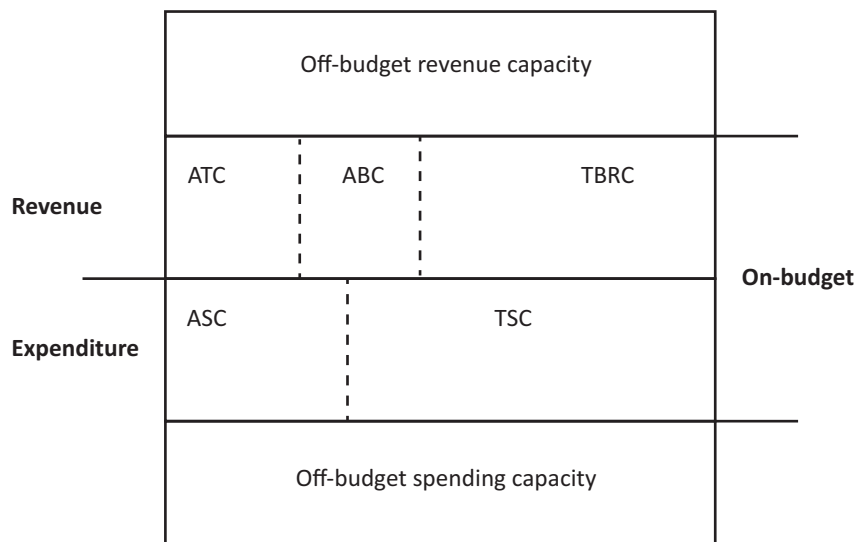 Off-budget revenue capacity
ATC ABC TBRC
Revenue
On-budget
ASC TSC
Expenditure
Off-budget spending capacity